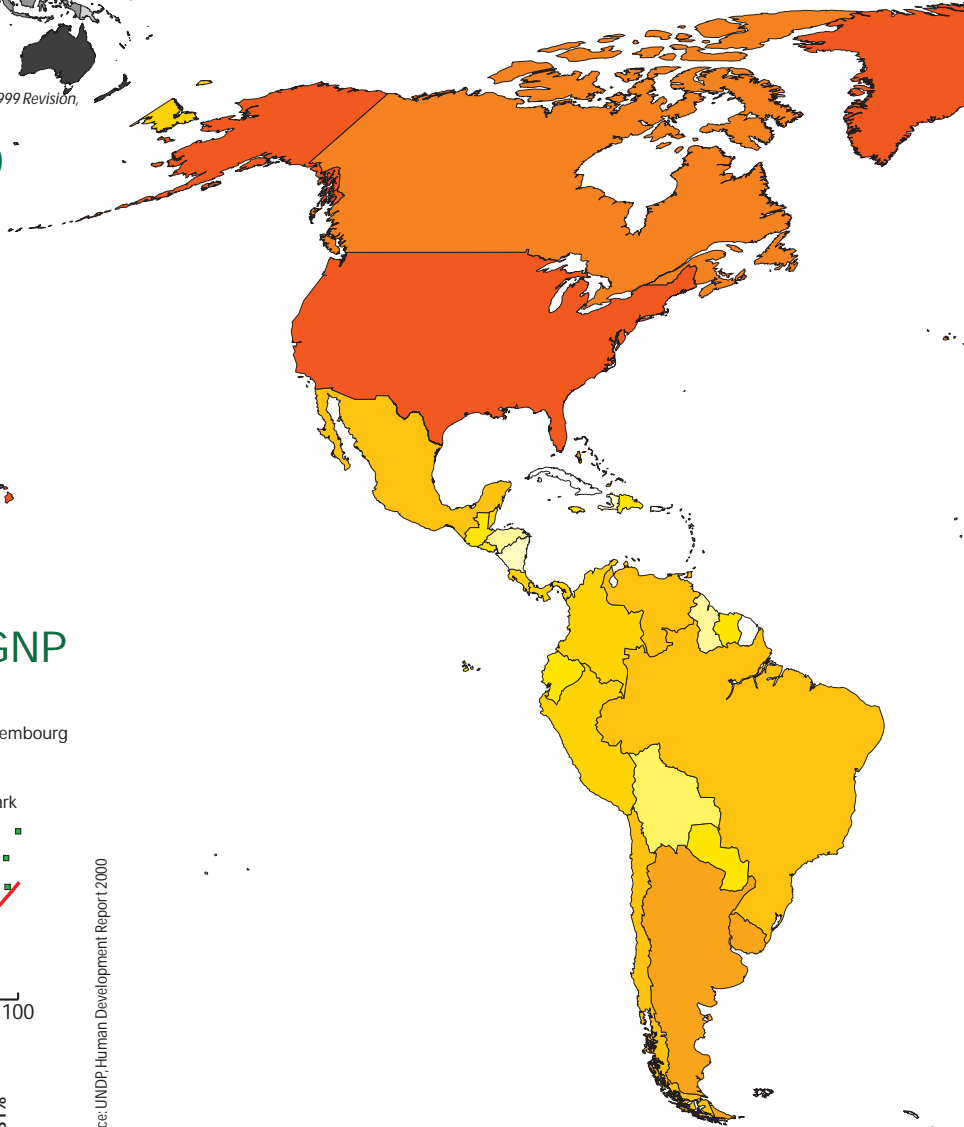 999 Revision,
)
GNP
embourg
ark
100
ce: UNDP, Human Development Report 2000